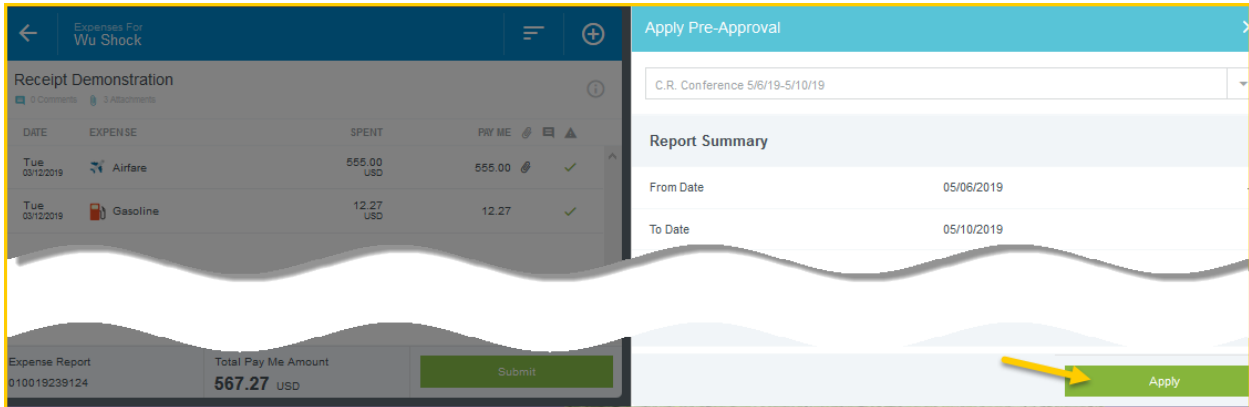 Expenses For
Wu Shock
Receipt Demonstration
0 Comments 3 Attachments
DATE EXPENSE SPENT PAY ME
Tue
03/12/2019
Airfare
555.00
USD
555.00
Tue
03/12/2019
Gasoline
12.27
USD
12.27
Expense Report
010019239124
Total Pay Me Amount
567.27 USD
Submit
Apply Pre-Approval
C.R. Conference 5/6/19-5/10/19
Report Summary
From Date 05/06/2019
To Date 05/10/2019
Apply